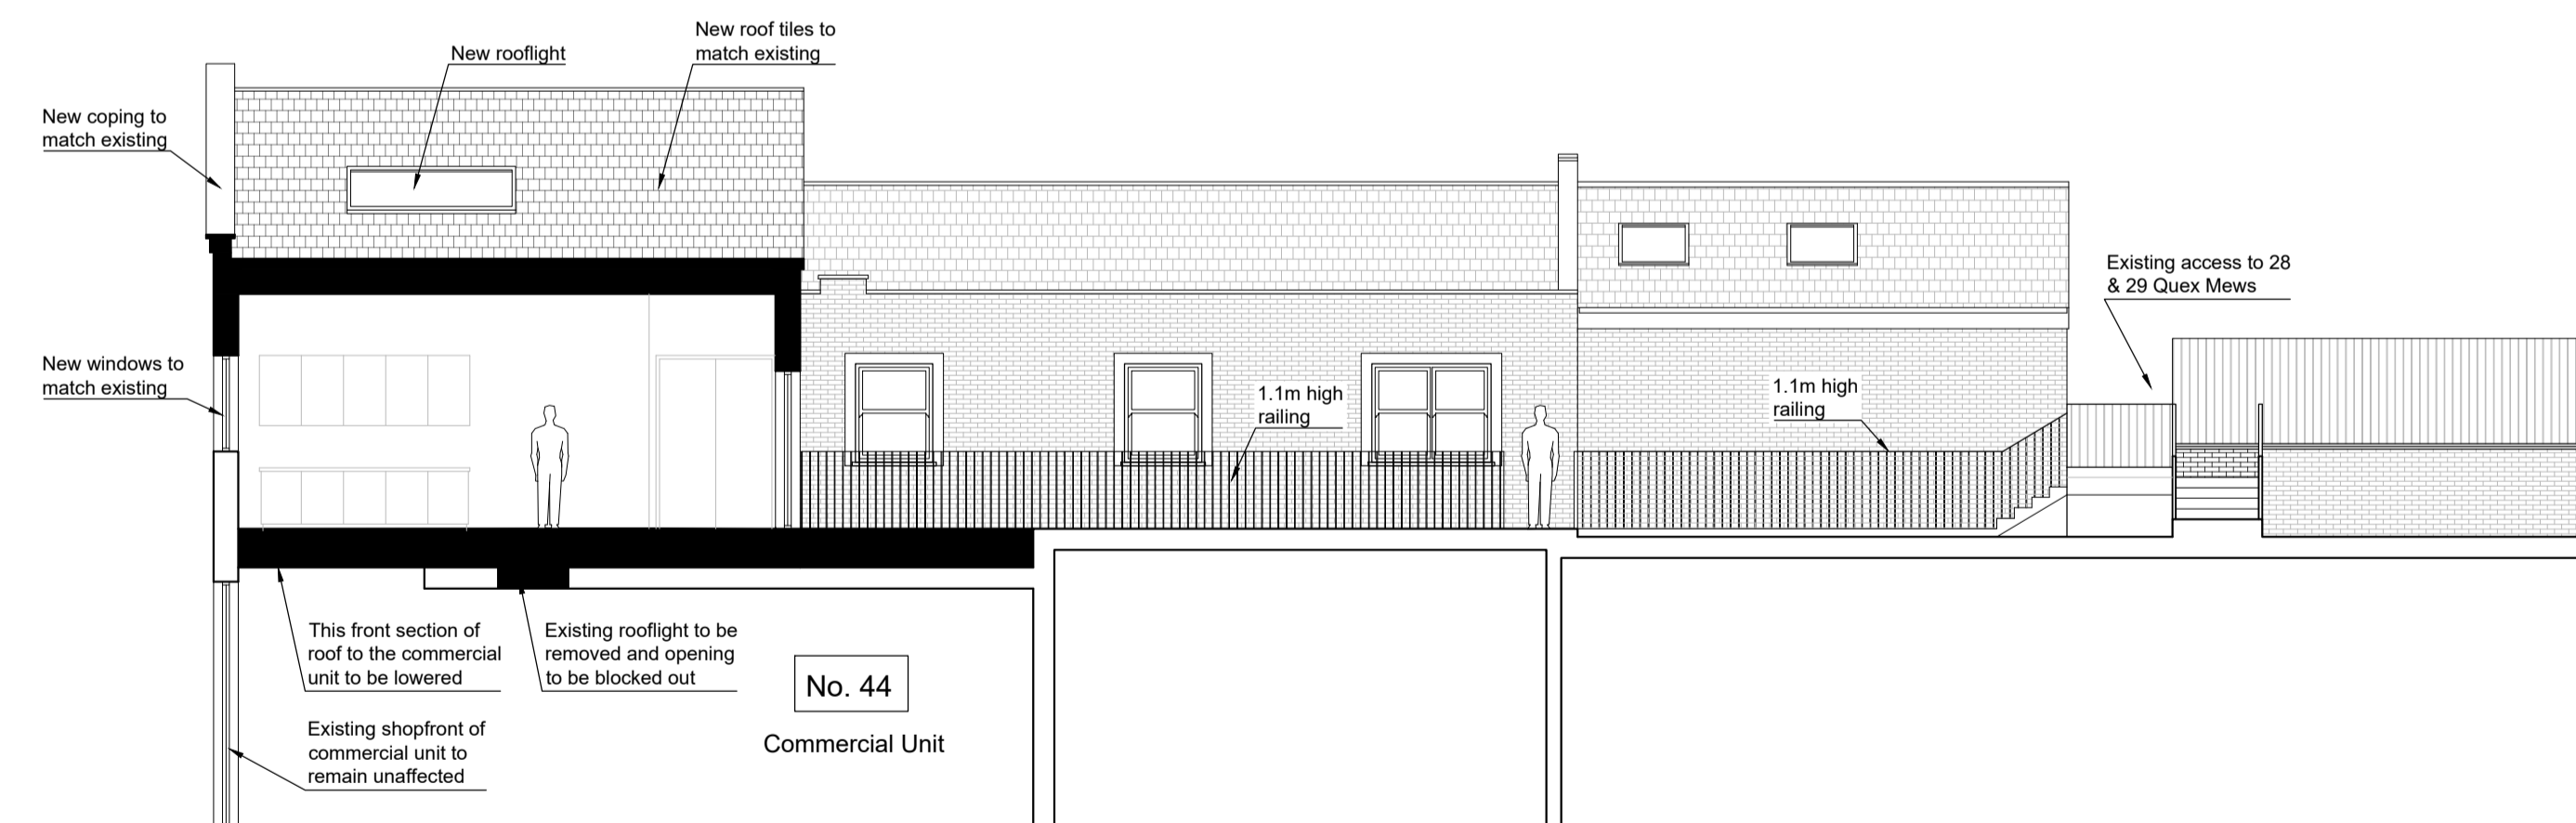 New roof tiles to
match existing
New rooflight
New coping to
match existing
Existing access to 28
& 29 Quex Mews
New windows to
match existing
1.1m high
railing
1.1m high
railing
This front section of
roof to the commercial
unit to be lowered
Existing rooflight to be
removed and opening
to be blocked out
No. 44
Commercial Unit
Existing shopfront of
commercial unit to
remain unaffected